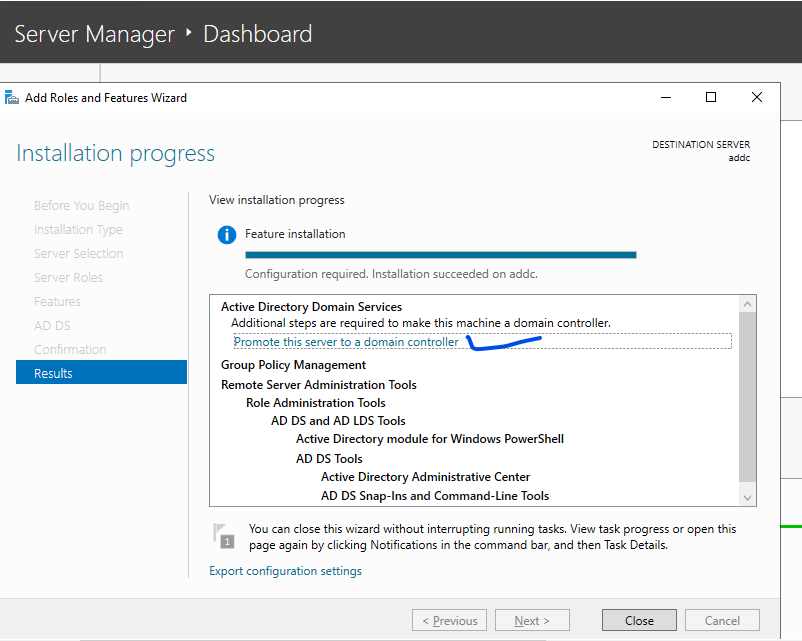 Server Manager ‣ Dashboard
Add Roles and Features Wizard
Installation progress
DESTINATION SERVER
addc
Before You Begin
Installation Type
Server Selection
Server Roles
Features
AD DS
Confirmation
Results
View installation progress
Feature installation
Configuration required. Installation succeeded on addc.
Active Directory Domain Services
Additional steps are required to make this machine a domain controller.
Promote this server to a domain controller
Group Policy Management
Remote Server Administration Tools
Role Administration Tools
AD DS and AD LDS Tools
Active Directory module for Windows PowerShell
AD DS Tools
Active Directory Administrative Center
AD DS Snap-Ins and Command-Line Tools
1
You can close this wizard without interrupting running tasks. View task progress or open this
page again by clicking Notifications in the command bar, and then Task Details.
Export configuration settings
< Previous
Next >
Close
Cancel